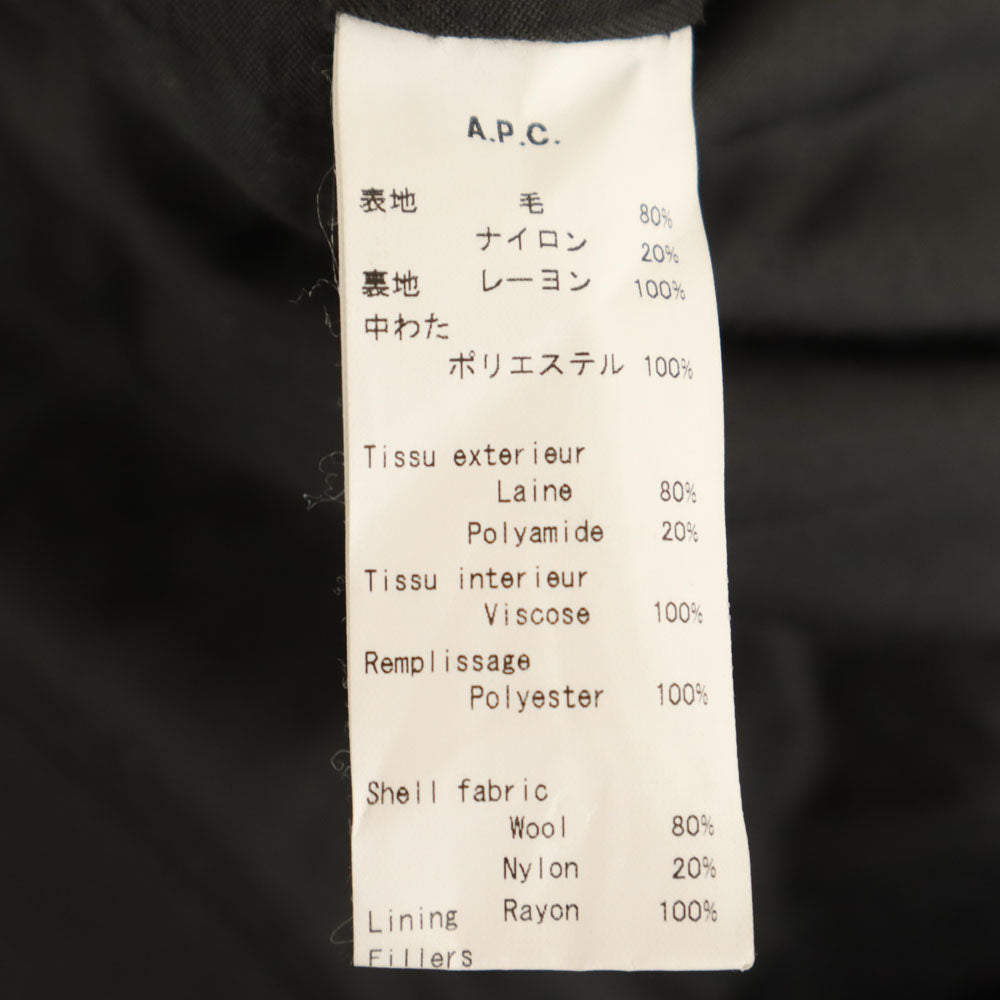 A.P.C.
表地 毛 80%
ナイロン 20%
裏地 レーヨン 100%
中わた
ポリエステル 100%
Tissu exterieur
Laine 80%
Polyamide 20%
Tissu interieur
Viscose 100%
Remplissage
Polyester 100%
Shell fabric
Wool 80%
Nylon 20%
Lining Rayon 100%
Fillers